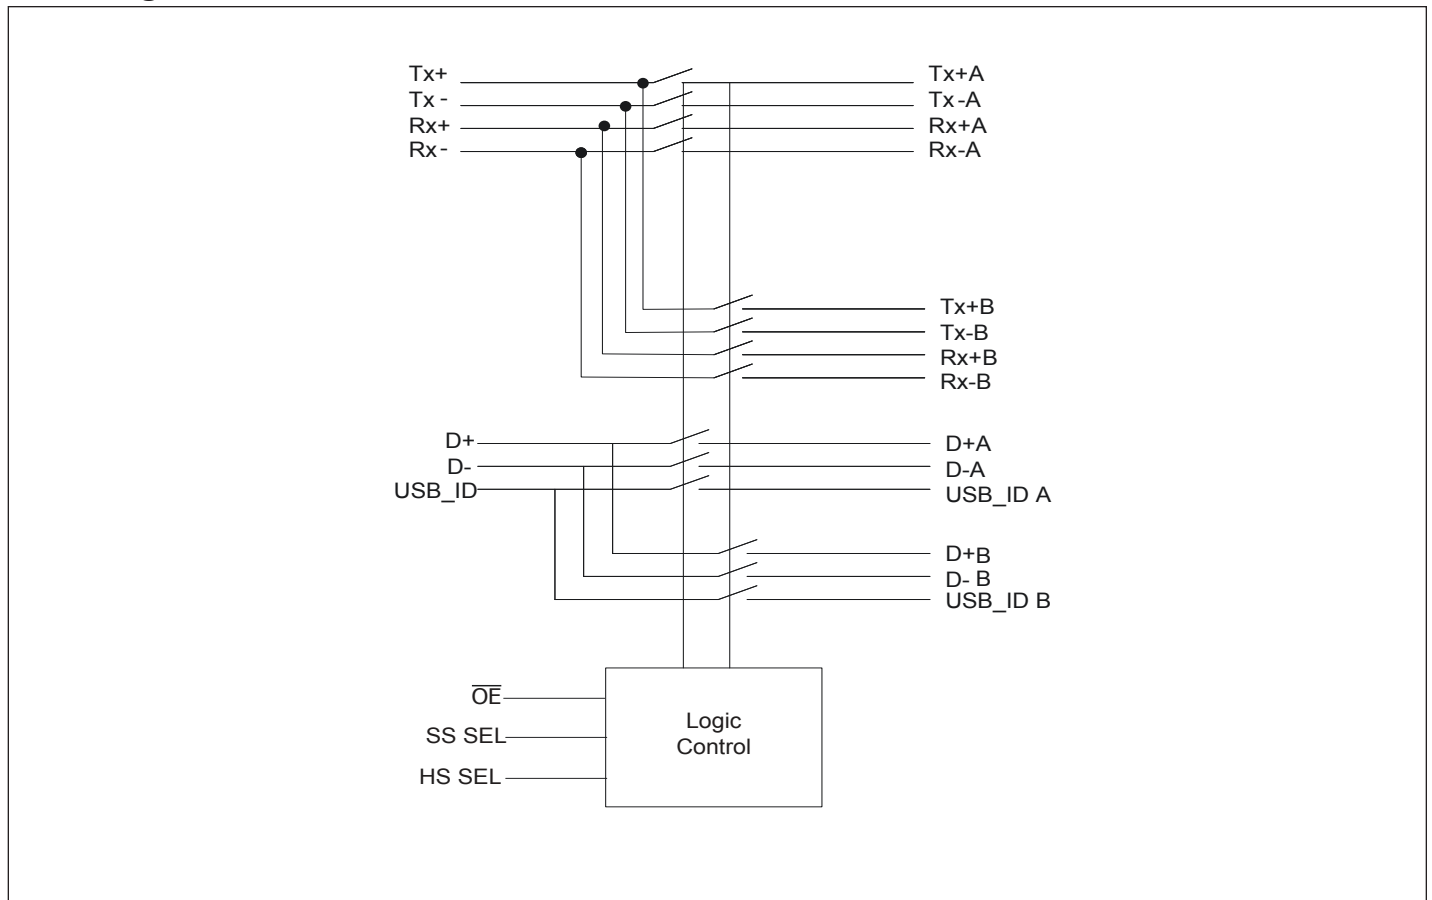 Tx+
Tx+A
Tx -
Tx -A
Rx+
Rx+A
Rx -
Rx-A
Tx+B
Tx-B
Rx+B
Rx-B
D+
D+A
D-
D-A
USB_ID
USB_ID A
D+B
D- B
USB_ID B
OE
SS SEL
HS SEL
Logic
Control